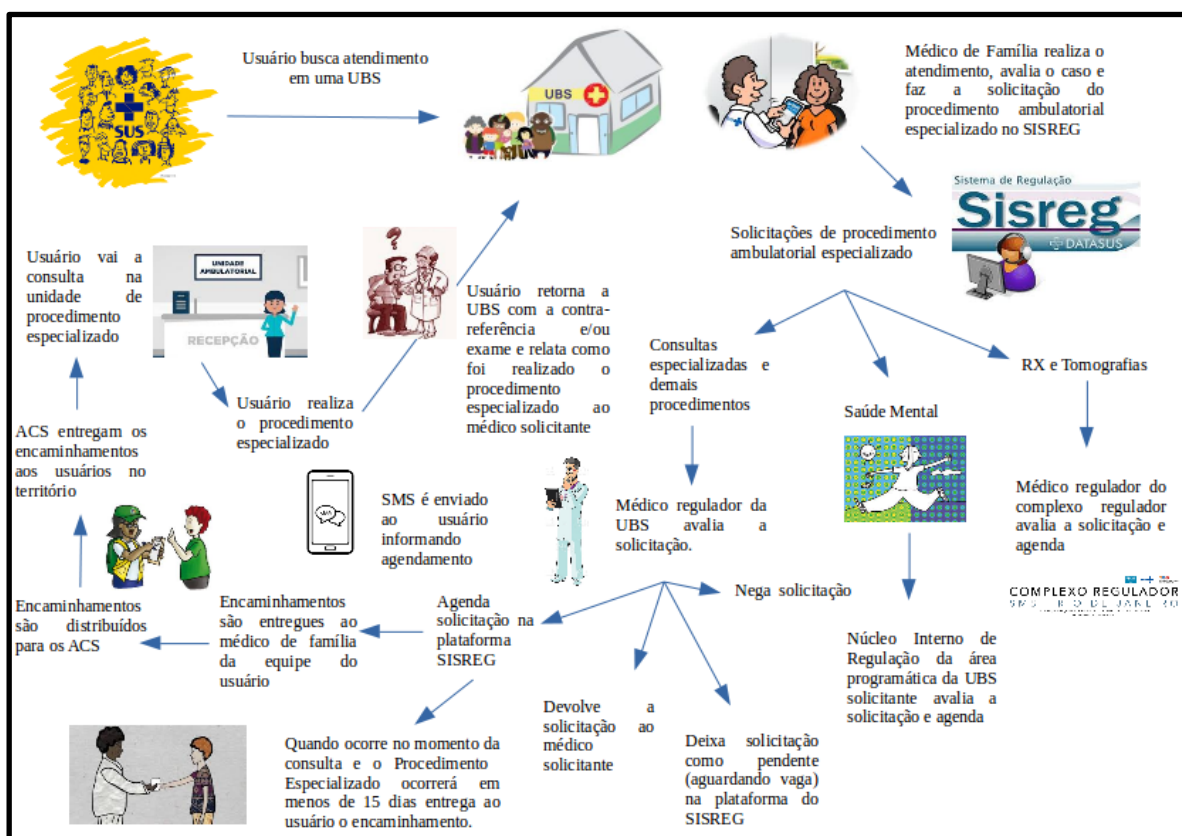 SUS
Usuário busca atendimento
em uma UBS
UBS
Médico de Família realiza o
atendimento, avalia o caso e
faz a solicitação do
procedimento ambulatorial
especializado no SISREG
Sistema de Regulação
Sisreg
DATASUS
Solicitações de procedimento
ambulatorial especializado
Consultas
especializadas e
demais
procedimentos
Saúde Mental
RX e Tomografias
Médico regulador da
UBS avalia a
solicitação.
Médico regulador do
complexo regulador
avalia a solicitação e
agenda
COMPLEXO REGULADOR
SMS RIO DE JANEIRO
Núcleo Interno de
Regulação da área
programática da UBS
solicitante avalia a
solicitação e agenda
Nega solicitação
Deixa solicitação
como pendente
(aguardando vaga)
na plataforma do
SISREG
Devolve a
solicitação ao
médico
solicitante
Agenda
solicitação na
plataforma
SISREG
SMS é enviado
ao usuário
informando
agendamento
Quando ocorre no momento da
consulta e o Procedimento
Especializado ocorrerá em
menos de 15 dias entrega ao
usuário o encaminhamento.
Encaminhamentos
são entregues ao
médico de família
da equipe do
usuário
Encaminhamentos
são distribuídos
para os ACS
ACS entregam os
encaminhamentos
aos usuários no
território
Usuário vai a
consulta na
unidade de
procedimento
especializado
UNIDADE
AMBULATORIAL
RECEPÇÃO
Usuário realiza
o procedimento
especializado
?
Usuário retorna a
UBS com a contra-
referência e/ou
exame e relata como
foi realizado o
procedimento
especializado ao
médico solicitante